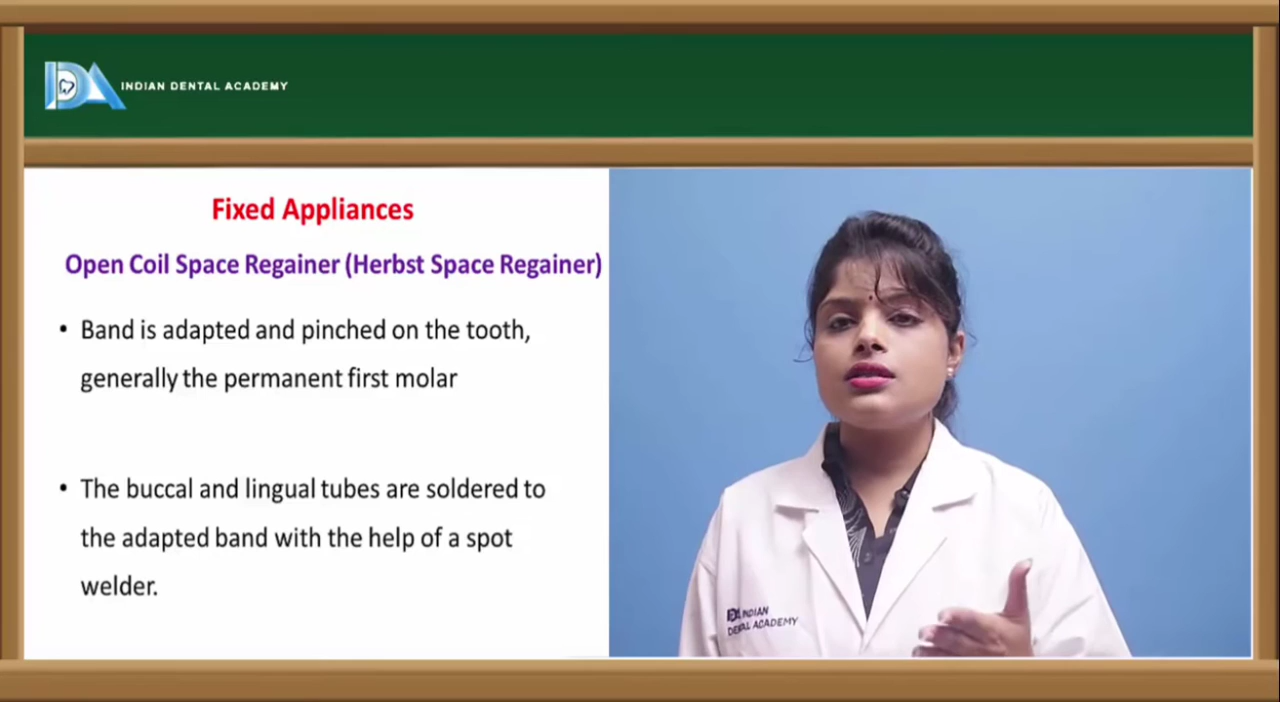 INDIAN DENTAL ACADEMY
Fixed Appliances
Open Coil Space Regainer (Herbst Space Regainer)
• Band is adapted and pinched on the tooth,
generally the permanent first molar
• The buccal and lingual tubes are soldered to
the adapted band with the help of a spot
welder.
IDA INDIAN
DENTAL ACADEMY